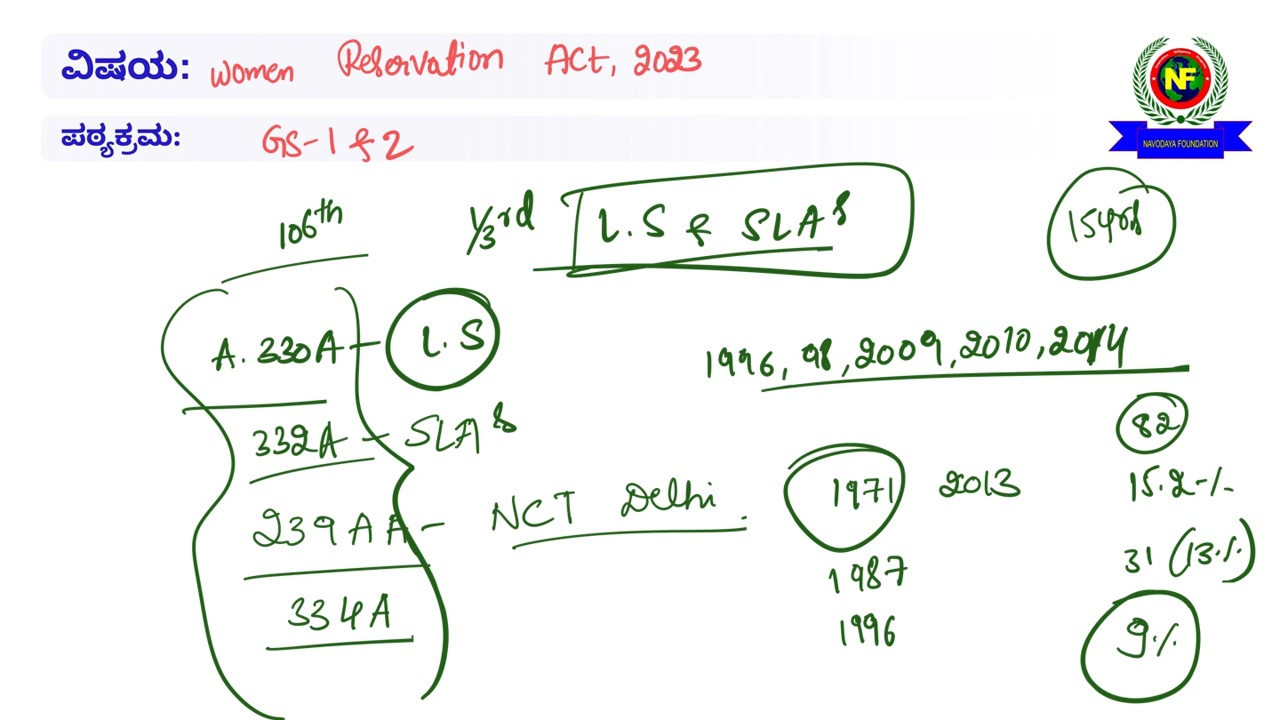 ವಿಷಯ: Women Reservation Act, 2023
NF
NAVODAYA FOUNDATION
ಪಠ್ಯಕ್ರಮ: GS-1 & 2
106th
1/3rd L.S & SLAs
15yrs
A. 330A - L.S
1996, 98, 2009, 2010, 2014
332A - SLAs
82
239AA - NCT Delhi
1971 2013
15.2%
1987
31 (13%)
334A
1996
9%